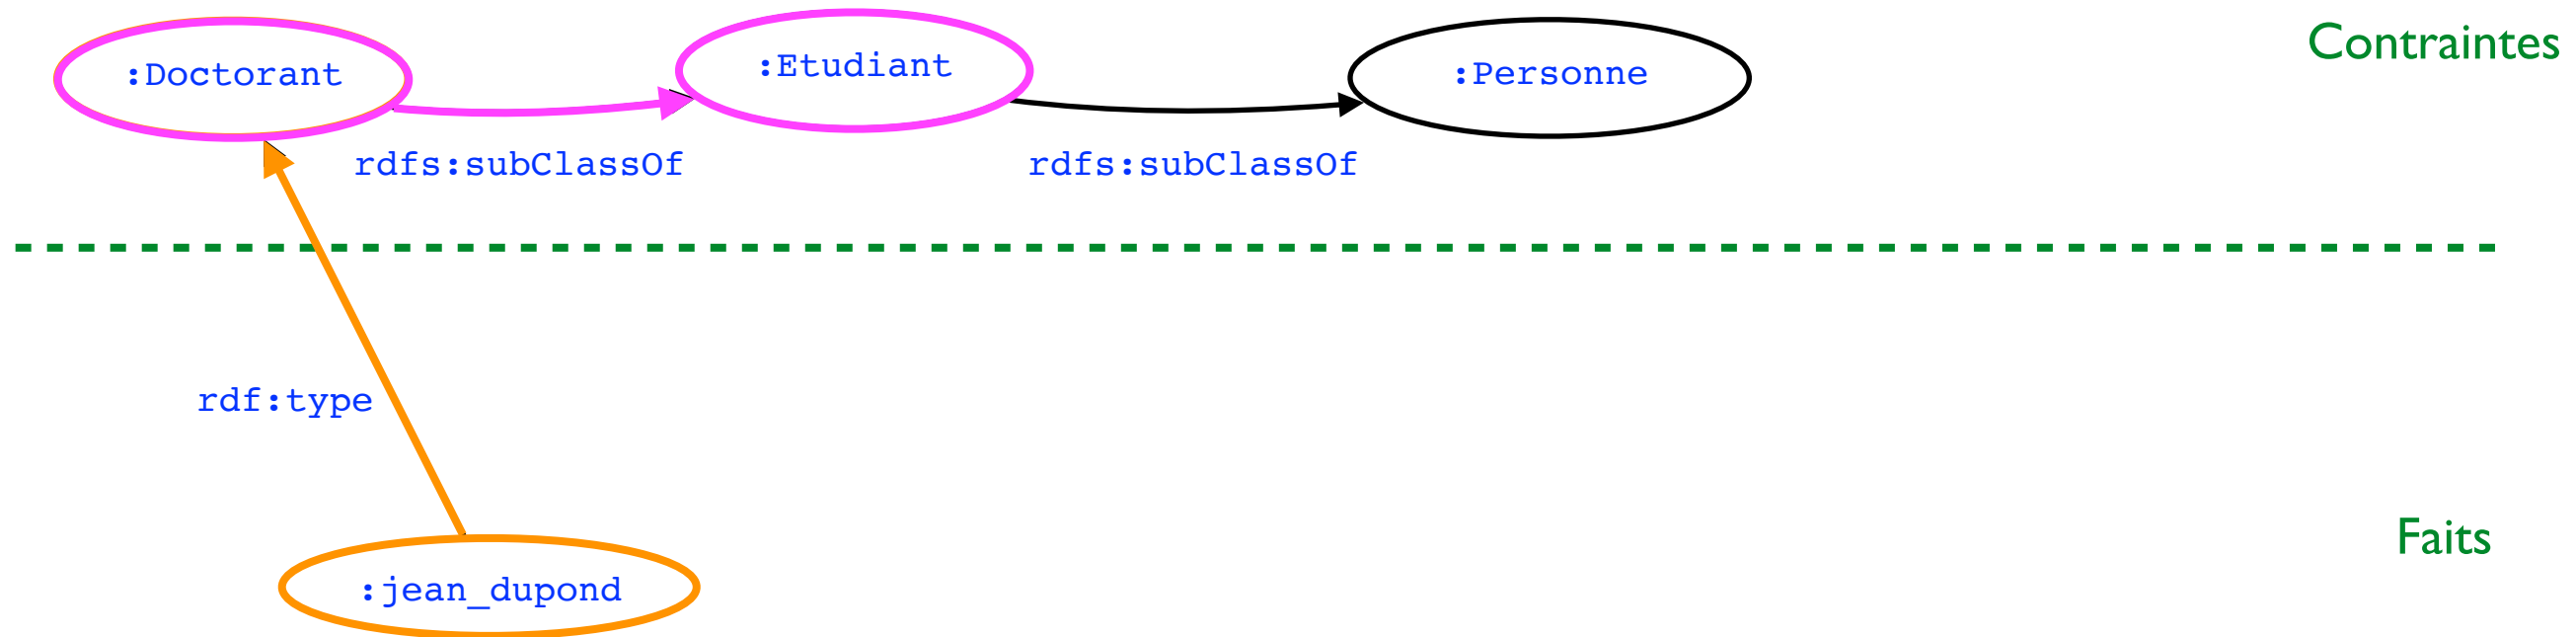 :Doctorant
:Etudiant
:Personne
Contraintes
rdfs:subClassOf
rdfs:subClassOf
rdf:type
Faits
:jean_dupond